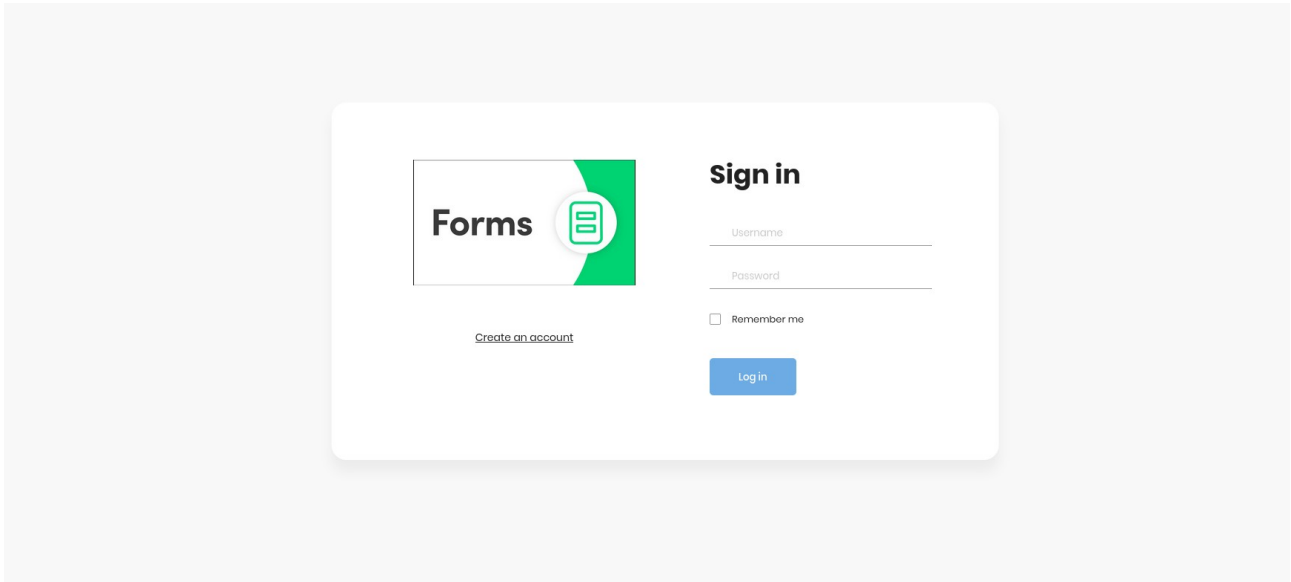 Forms
Create an account
Sign in
Username
Password
Remember me
Log in